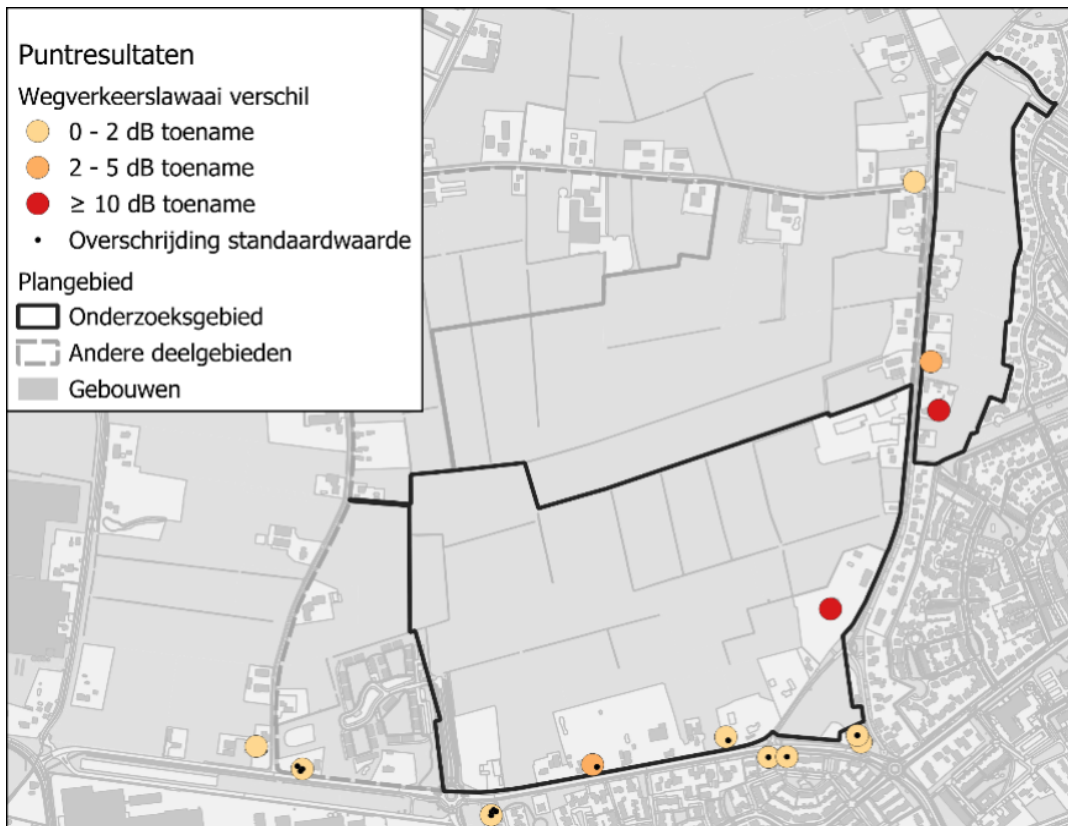 Puntresultaten
Wegverkeerslawaai verschil
0 - 2 dB toename
2 - 5 dB toename
≥ 10 dB toename
Overschrijding standaardwaarde
Plangebied
Onderzoeksgebied
Andere deelgebieden
Gebouwen